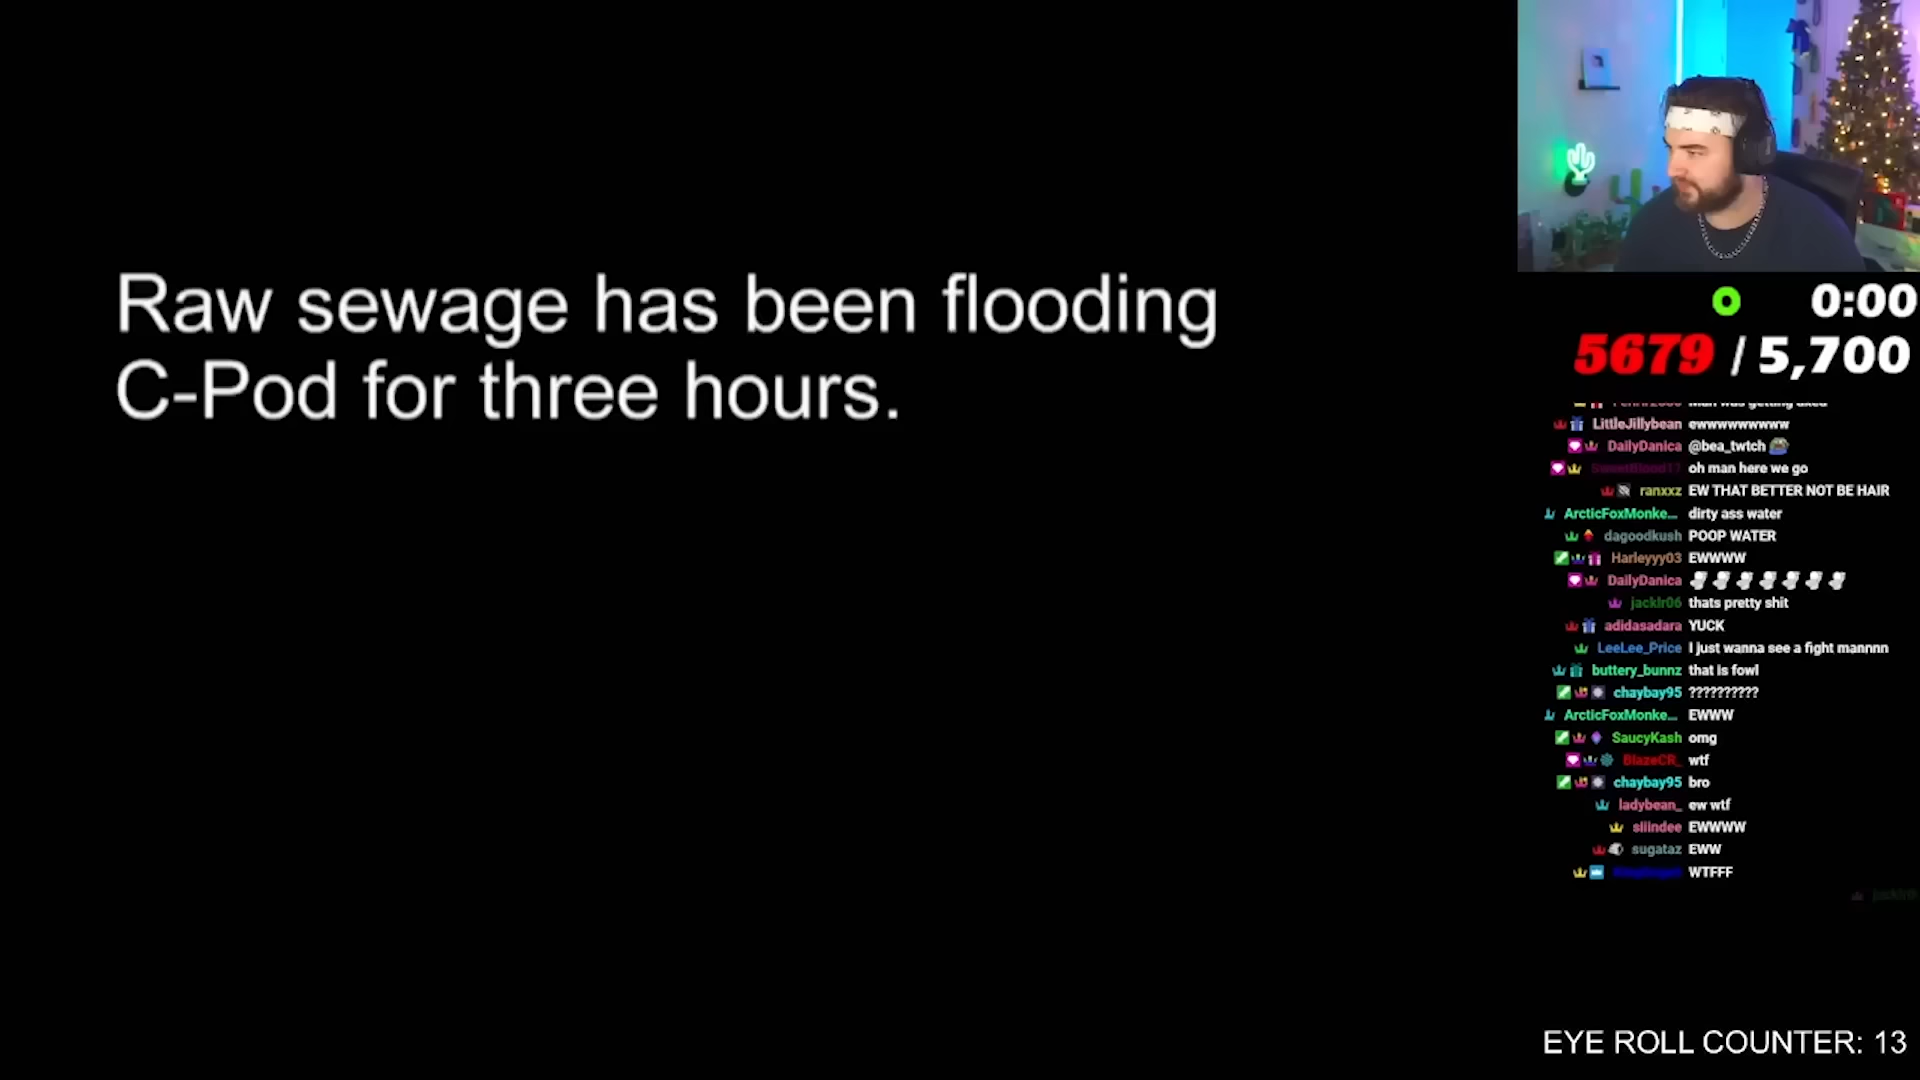 Raw sewage has been flooding
C-Pod for three hours.
0:00
5679 / 5,700
LittleJillybean ewwwwwwwwww
DailyDanica @bea_twtch
oh man here we go
ranxxz EW THAT BETTER NOT BE HAIR
ArcticFoxMonke... dirty ass water
dagoodkush POOP WATER
Harleyyy03 EWWWW
DailyDanica
jacklr06 thats pretty shit
adidasadara YUCK
LeeLee_Price I just wanna see a fight mannnn
buttery_bunnz that is fowl
chaybay95 ??????????
ArcticFoxMonke... EWWW
SaucyKash omg
BlazeCR_ wtf
chaybay95 bro
ladybean_ ew wtf
sliindee EWWWW
sugataz EWW
WTFFF
EYE ROLL COUNTER: 13